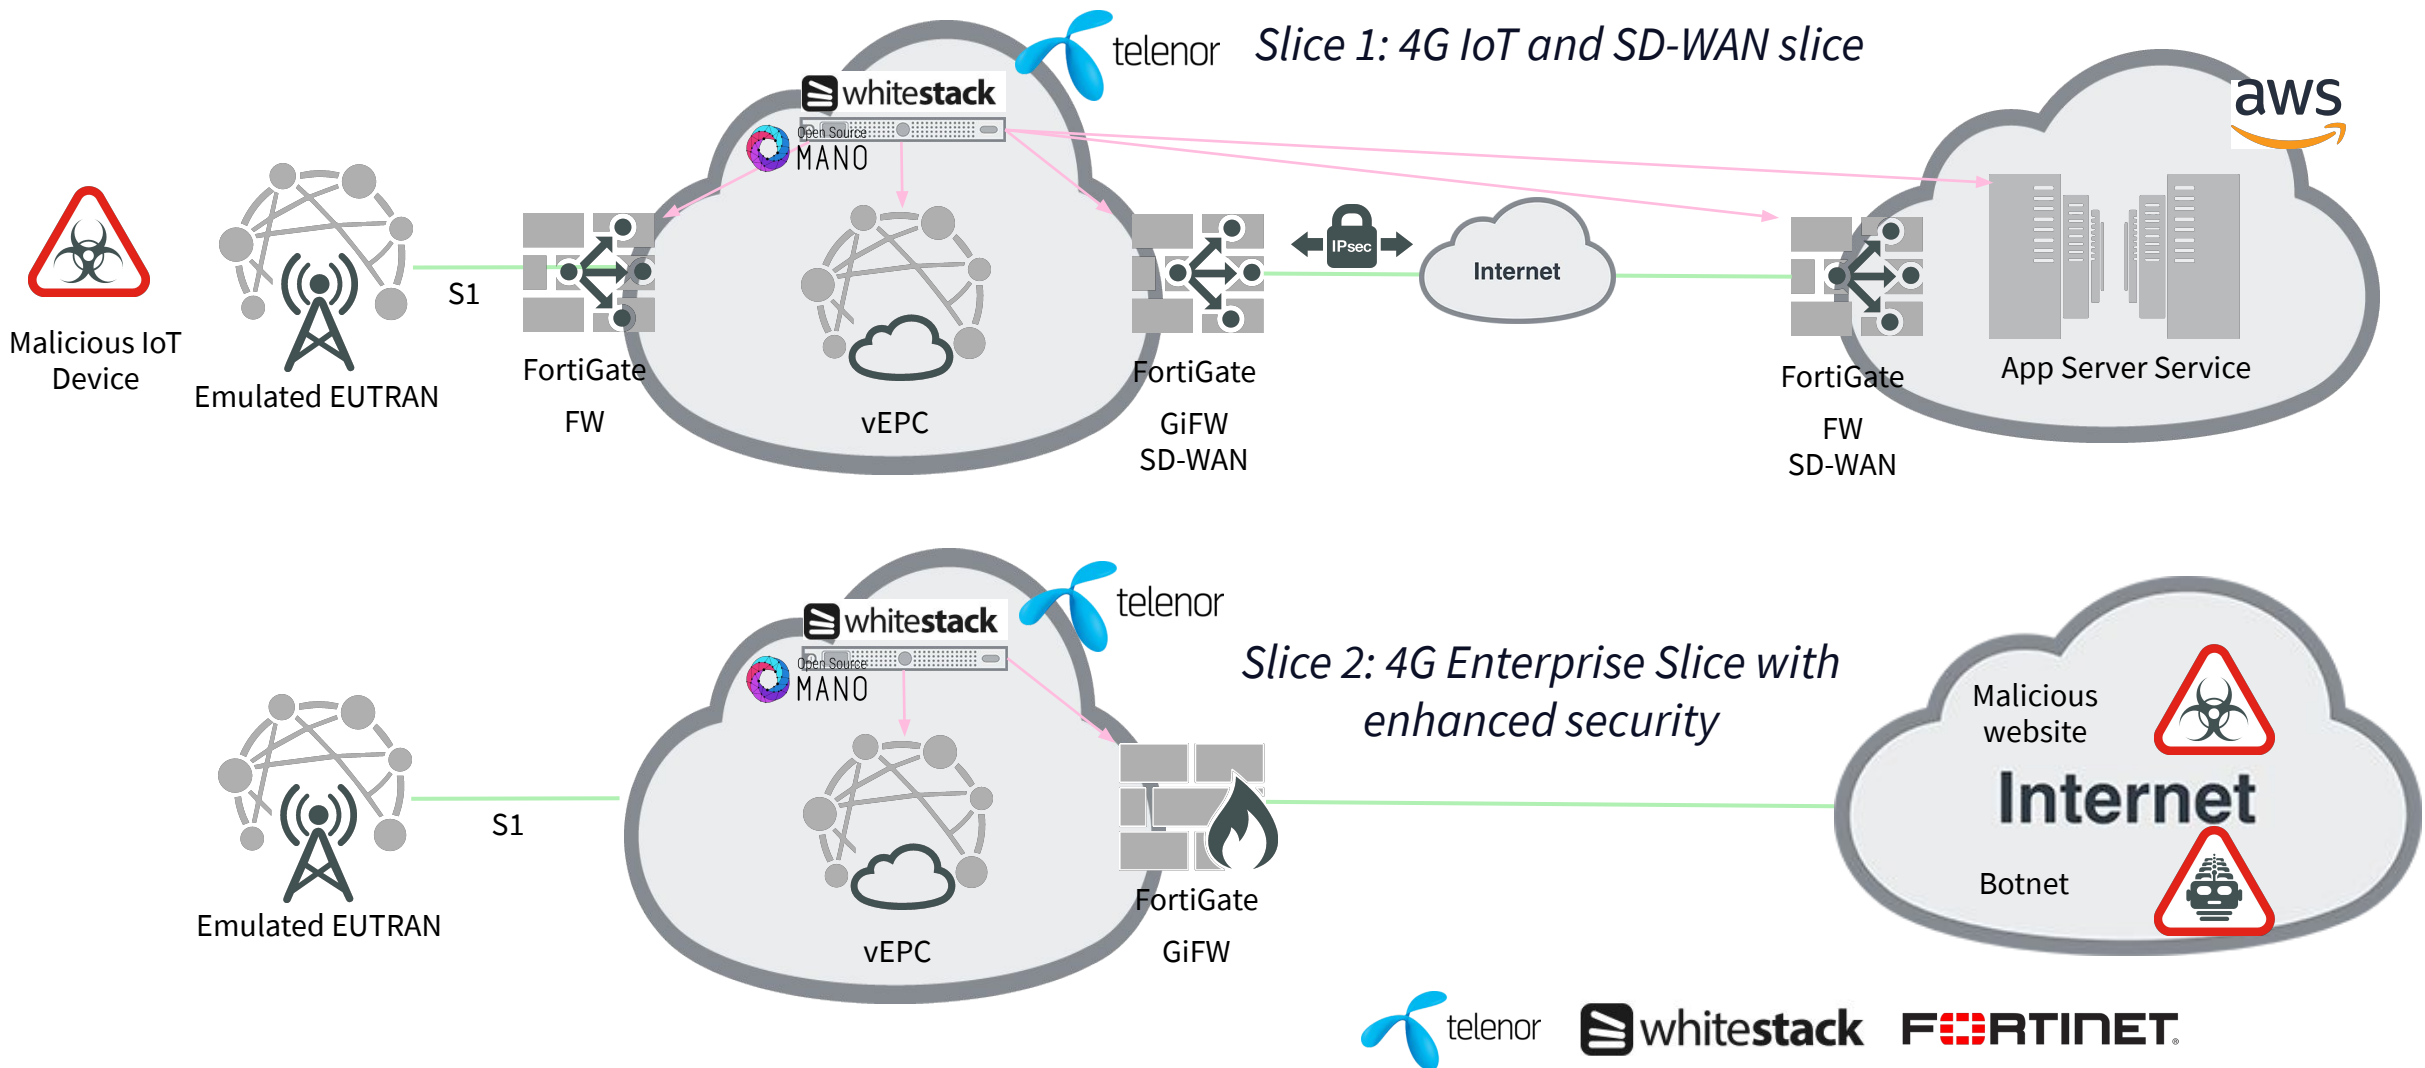 telenor
Slice 1: 4G IoT and SD-WAN slice
aws
whitestack
Open Source
MANO
IPsec
Internet
S1
Malicious IoT
Device
Emulated EUTRAN
FortiGate
FW
vEPC
FortiGate
GiFW
SD-WAN
FortiGate
FW
SD-WAN
App Server Service
telenor
whitestack
Open Source
MANO
Slice 2: 4G Enterprise Slice with
enhanced security
Malicious
website
Internet
Botnet
S1
Emulated EUTRAN
vEPC
FortiGate
GiFW
telenor
whitestack
FORTINET®